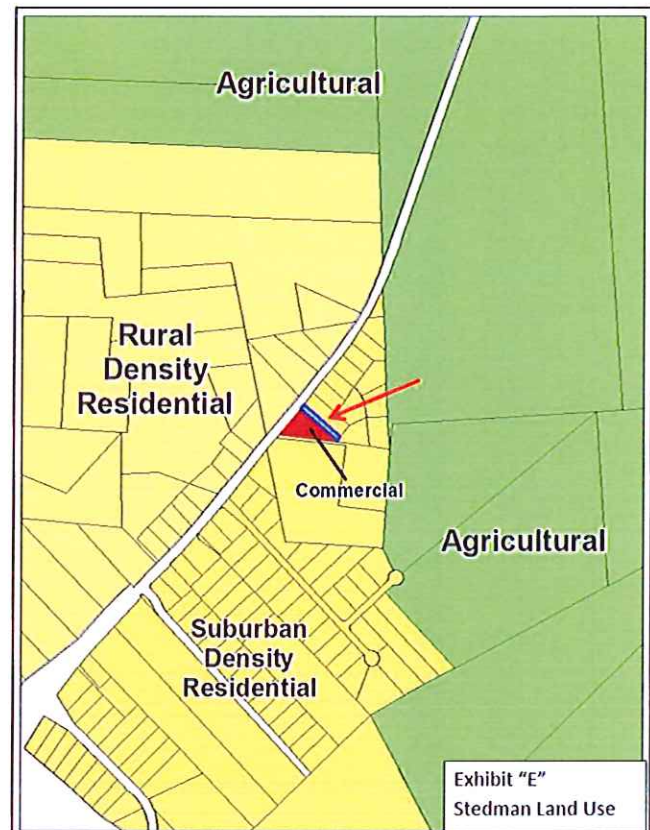 Agricultural
Rural
Density
Residential
Commercial
Agricultural
Suburban
Density
Residential
Exhibit "E"
Stedman Land Use